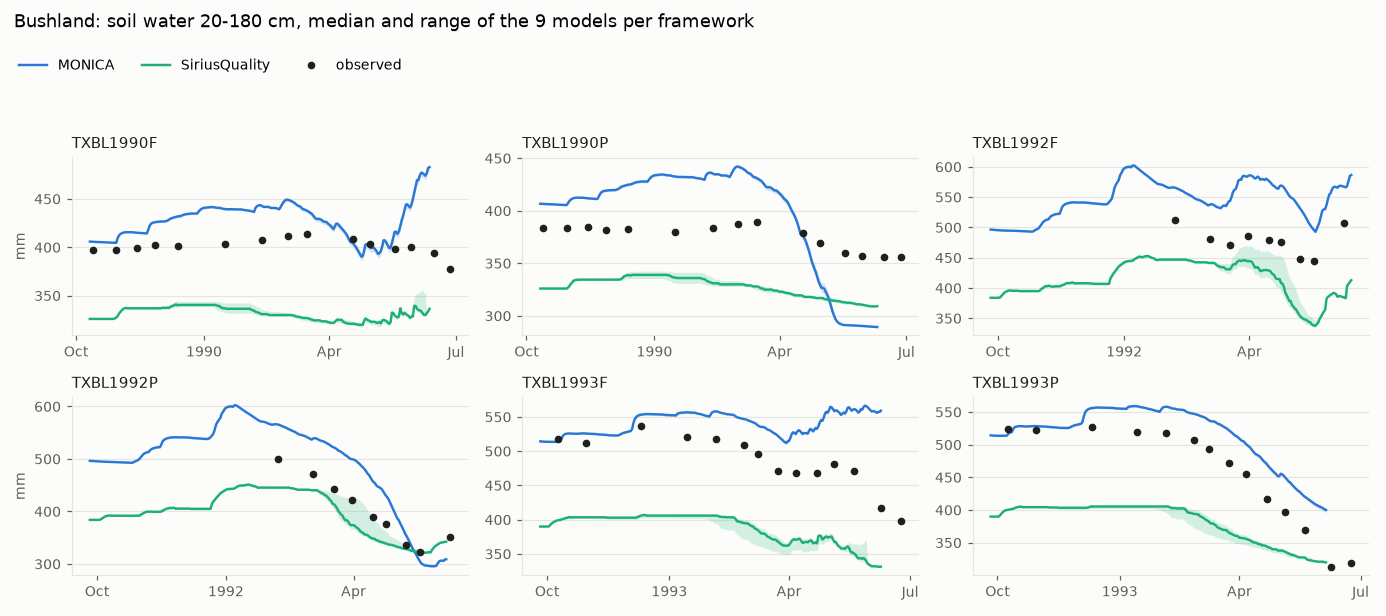 Bushland: soil water 20-180 cm, median and range of the 9 models per framework
MONICA SiriusQuality observed
TXBL1990F
450
400
350
mm
Oct 1990 Apr Jul
TXBL1990P
450
400
350
300
Oct 1990 Apr Jul
TXBL1992F
600
550
500
450
400
350
Oct 1992 Apr
TXBL1992P
600
500
400
300
mm
Oct 1992 Apr
TXBL1993F
550
500
450
400
350
Oct 1993 Apr Jul
TXBL1993P
550
500
450
400
350
Oct 1993 Apr Jul